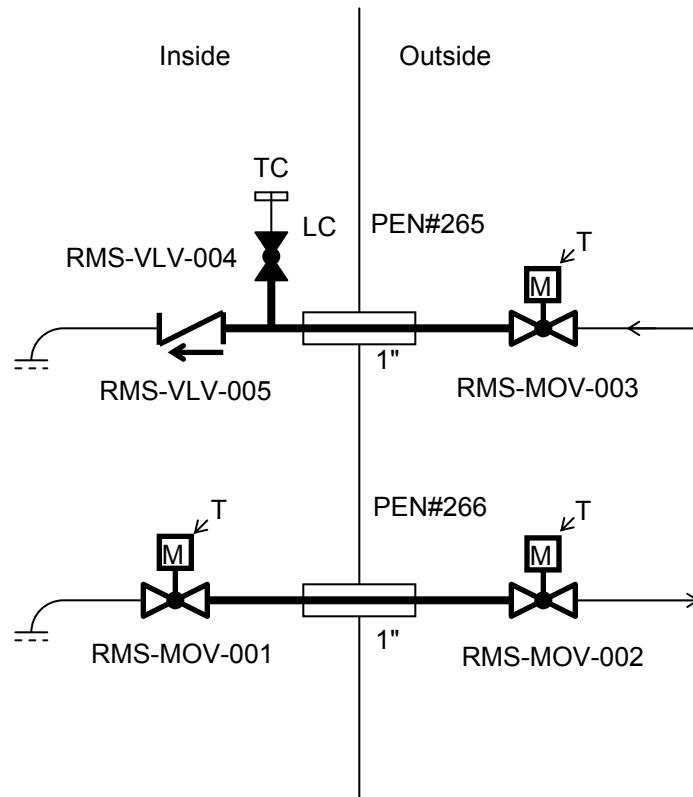 Inside
Outside
TC
LC
PEN#265
T
RMS-VLV-004
M
1"
RMS-VLV-005
RMS-MOV-003
PEN#266
T
T
M
M
1"
RMS-MOV-001
RMS-MOV-002